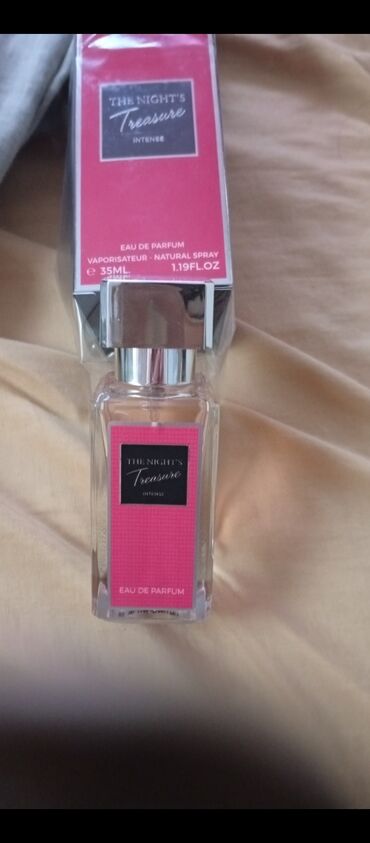 THE NIGHT'S
Treasure
INTENSE
EAU DE PARFUM
VAPORISATEUR - NATURAL SPRAY
e 35ML 1.19FL.OZ
THE NIGHT'S
Treasure
INTENSE
EAU DE PARFUM